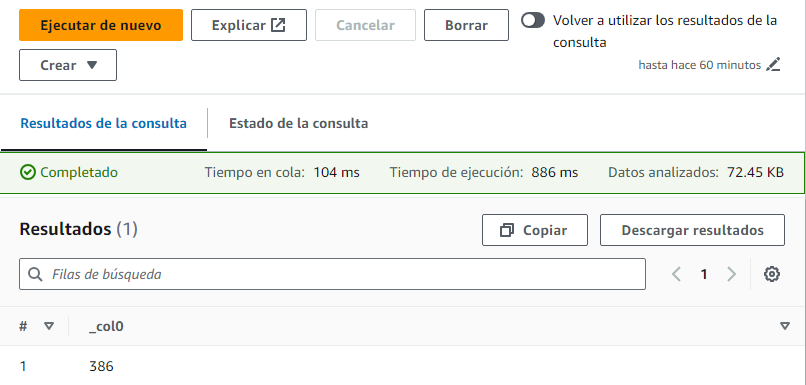 Ejecutar de nuevo Explicar Cancelar Borrar Volver a utilizar los resultados de la
consulta
Crear hasta hace 60 minutos
Resultados de la consulta Estado de la consulta
Completado Tiempo en cola: 104 ms Tiempo de ejecución: 886 ms Datos analizados: 72.45 KB
Resultados (1) Copiar Descargar resultados
Filas de búsqueda 1
# _col0
1 386